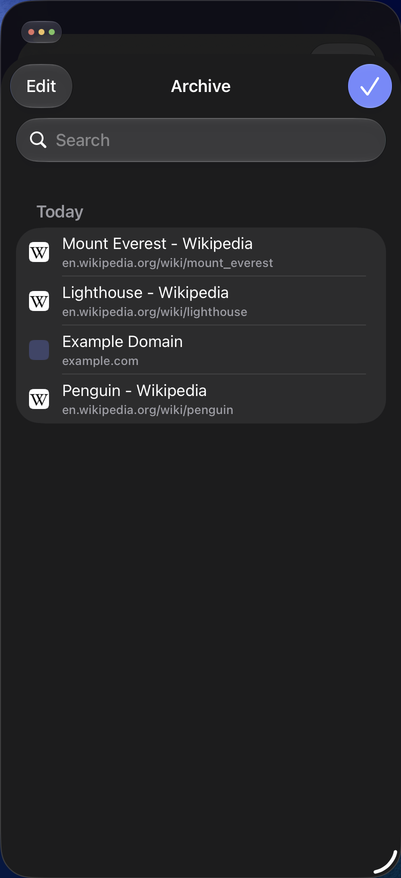 Edit
Archive
Search
Today
W
Mount Everest - Wikipedia
en.wikipedia.org/wiki/mount_everest
W
Lighthouse - Wikipedia
en.wikipedia.org/wiki/lighthouse
Example Domain
example.com
W
Penguin - Wikipedia
en.wikipedia.org/wiki/penguin